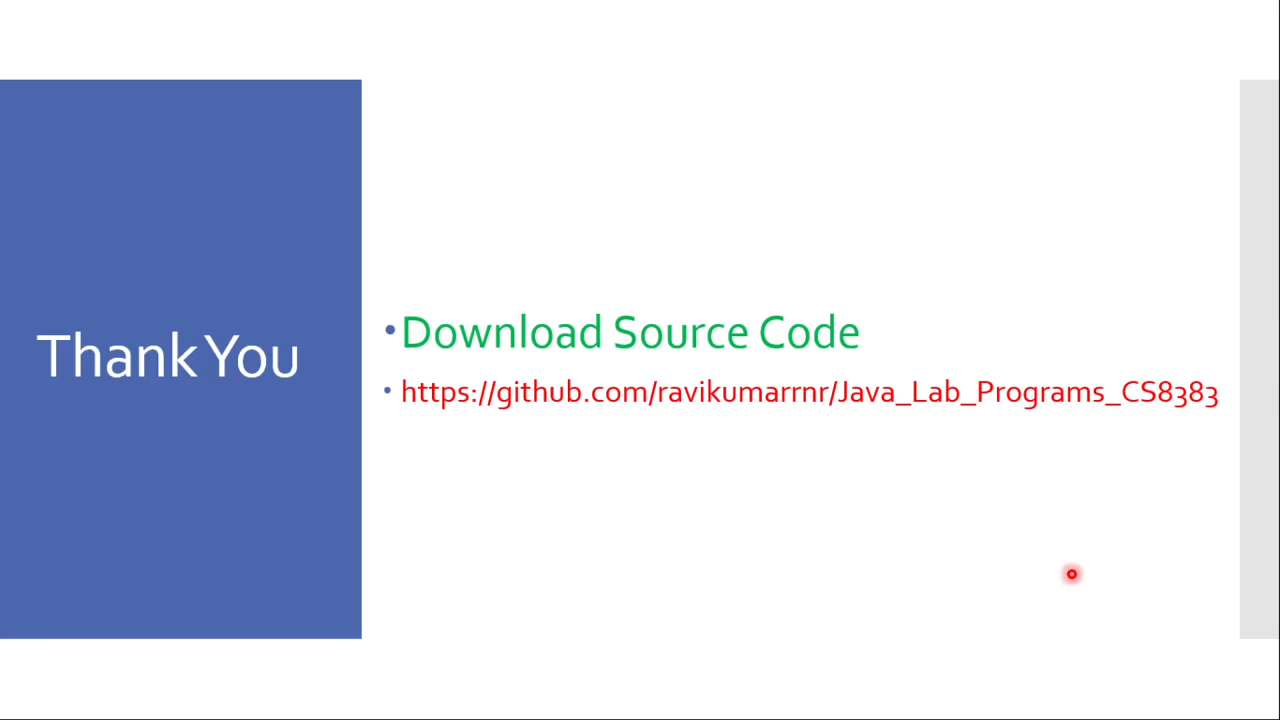 Thank You
•Download Source Code
• https://github.com/ravikumarrnr/Java_Lab_Programs_CS8383